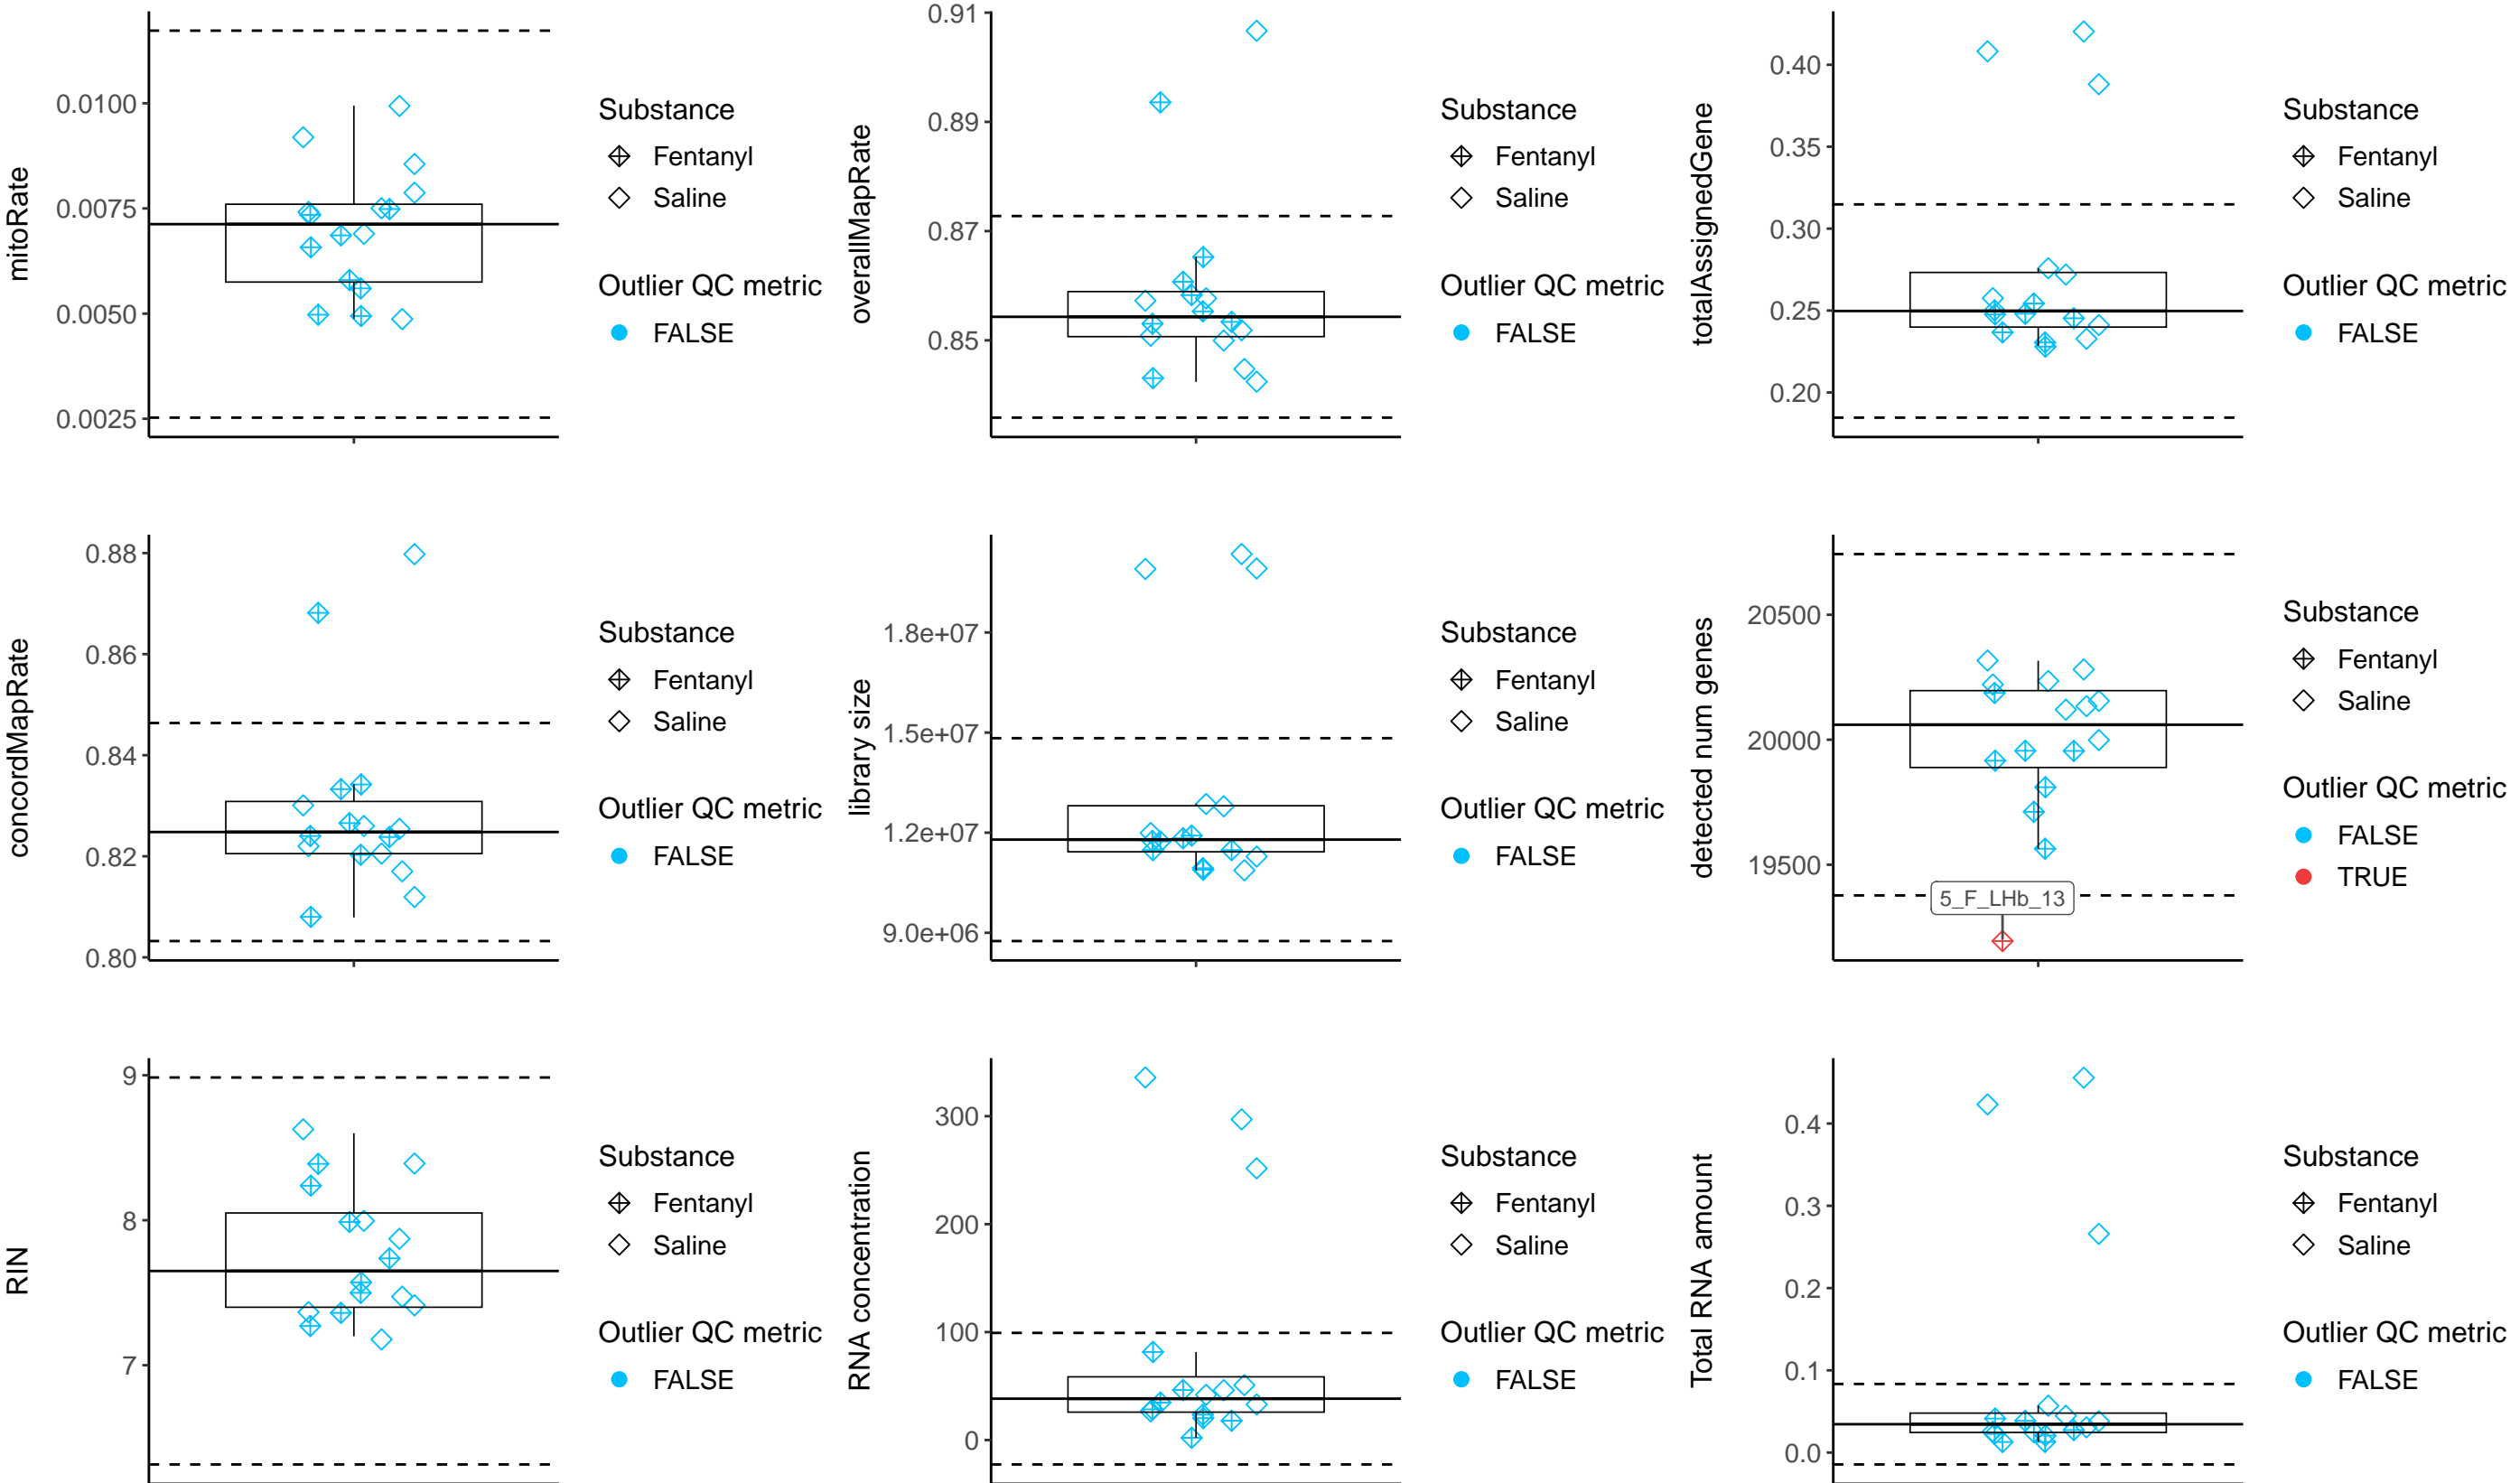 mitoRate
0.0100
0.0075
0.0050
0.0025
Substance
Fentanyl
Saline
Outlier QC metric
FALSE
overallMapRate
0.91
0.89
0.87
0.85
Substance
Fentanyl
Saline
Outlier QC metric
FALSE
totalAssignedGene
0.40
0.35
0.30
0.25
0.20
Substance
Fentanyl
Saline
Outlier QC metric
FALSE
concordMapRate
0.88
0.86
0.84
0.82
0.80
Substance
Fentanyl
Saline
Outlier QC metric
FALSE
library size
1.8e+07
1.5e+07
1.2e+07
9.0e+06
Substance
Fentanyl
Saline
Outlier QC metric
FALSE
detected num genes
20500
20000
19500
5_F_LHb_13
Substance
Fentanyl
Saline
Outlier QC metric
FALSE
TRUE
RIN
9
8
7
Substance
Fentanyl
Saline
Outlier QC metric
FALSE
RNA concentration
300
200
100
0
Substance
Fentanyl
Saline
Outlier QC metric
FALSE
Total RNA amount
0.4
0.3
0.2
0.1
0.0
Substance
Fentanyl
Saline
Outlier QC metric
FALSE